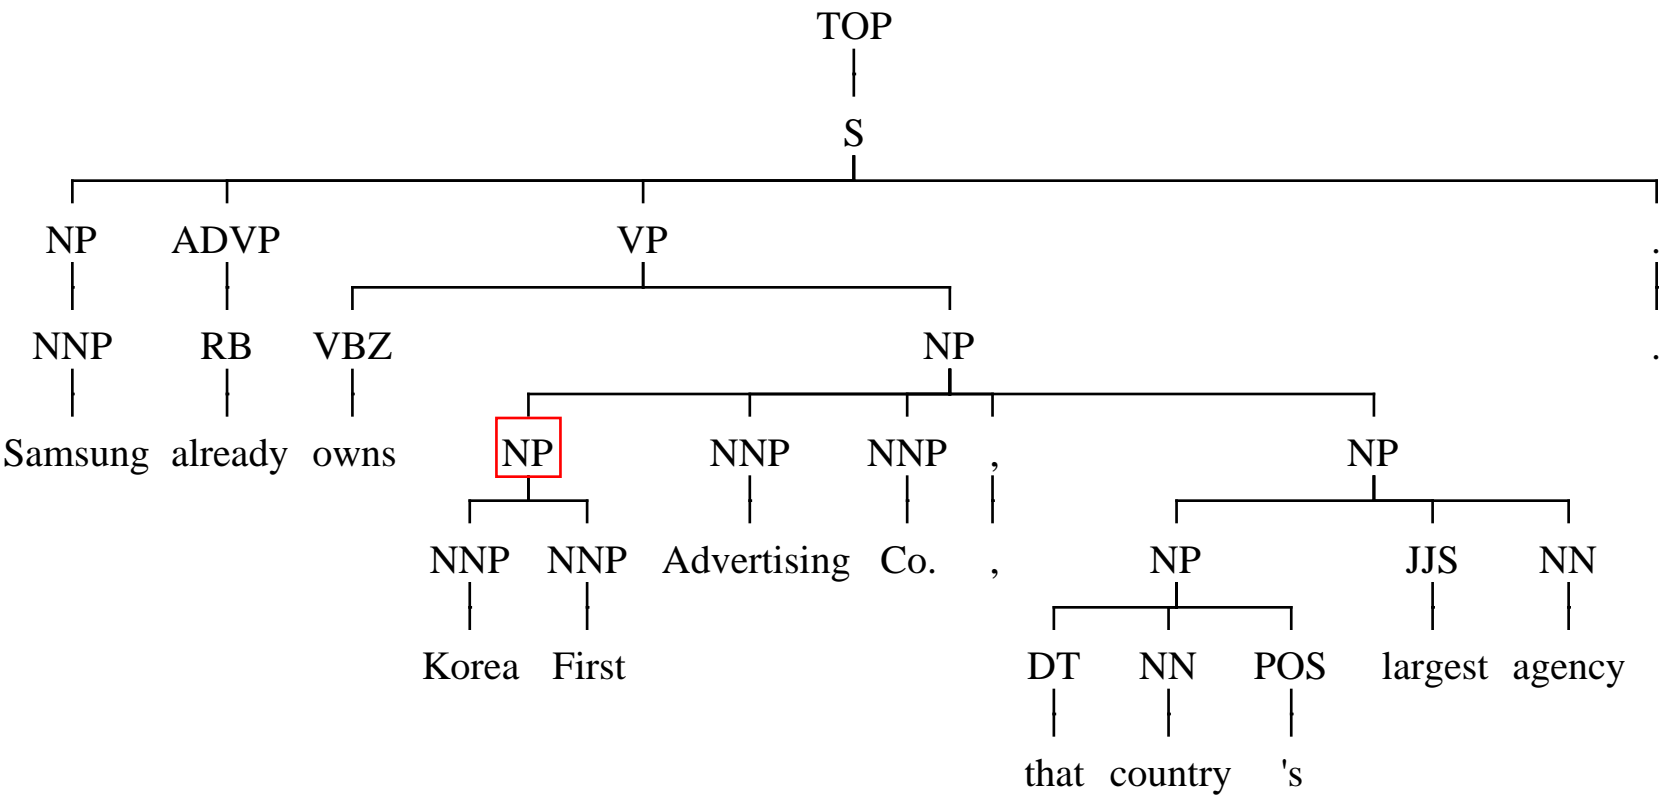 TOP
S
NP ADVP VP .
NNP RB VBZ NP .
Samsung already owns NP NNP NNP , NP
NNP NNP Advertising Co. , NP JJS NN
Korea First DT NN POS largest agency
that country 's